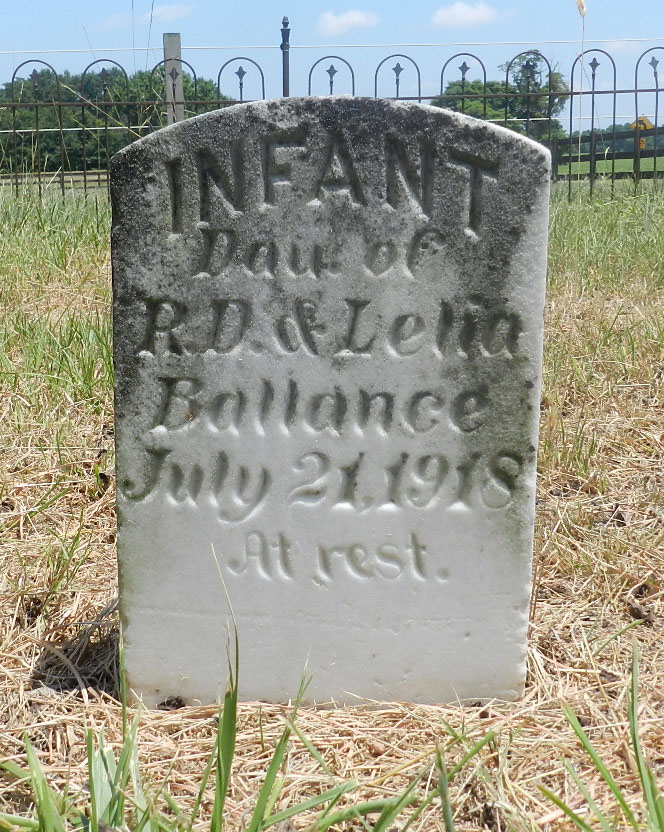 INFANT
Dau. of
R.D. & Lelia
Ballance
July 21, 1918
At rest.